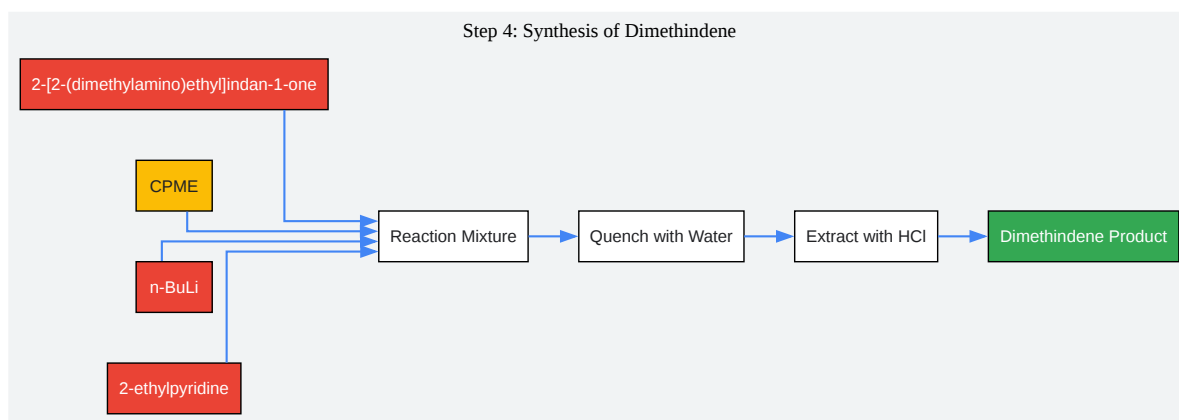 Step 4: Synthesis of Dimethindene
2-[2-(dimethylamino)ethyl]indan-1-one
CPME
n-BuLi
2-ethylpyridine
Reaction Mixture
Quench with Water
Extract with HCl
Dimethindene Product